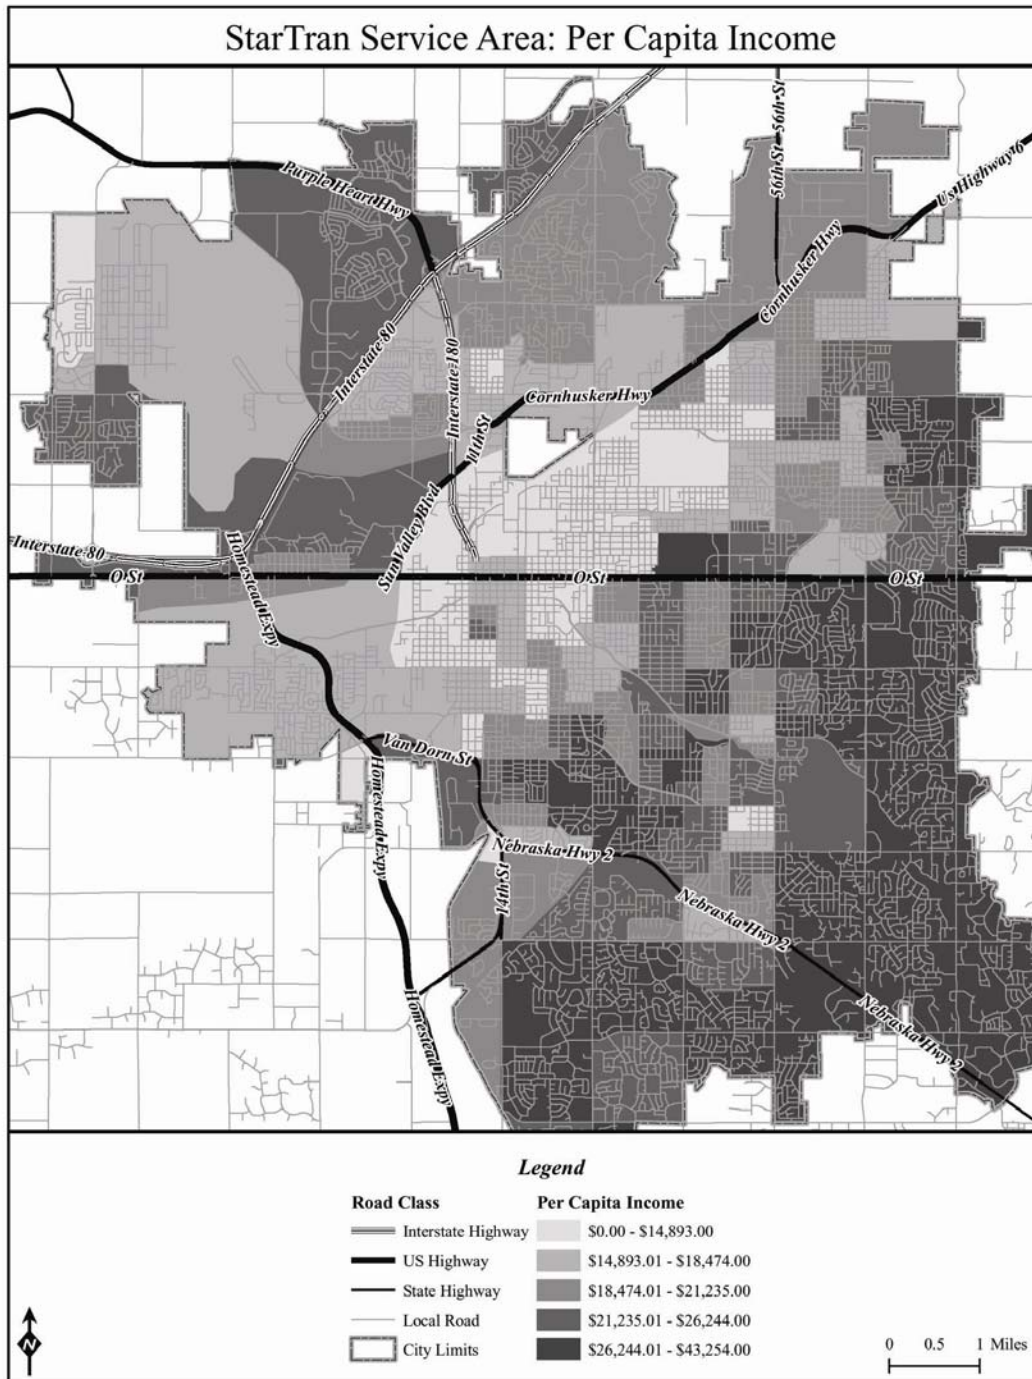 StarTran Service Area: Per Capita Income
56th St
56th St
Purple Heart Hwy
Us Highway 6
Cornhusker Hwy
Interstate 80
Interstate 180
Cornhusker Hwy
11th St
Sun Valley Blvd
Interstate 80
O St
O St
O St
Homestead Expy
Van Dorn St
Homestead Expy
Nebraska Hwy 2
14th St
Nebraska Hwy 2
Homestead Expy
Nebraska Hwy 2
Legend
Road Class
Interstate Highway
US Highway
State Highway
Local Road
City Limits
Per Capita Income
$0.00 - $14,893.00
$14,893.01 - $18,474.00
$18,474.01 - $21,235.00
$21,235.01 - $26,244.00
$26,244.01 - $43,254.00
N
0 0.5 1 Miles